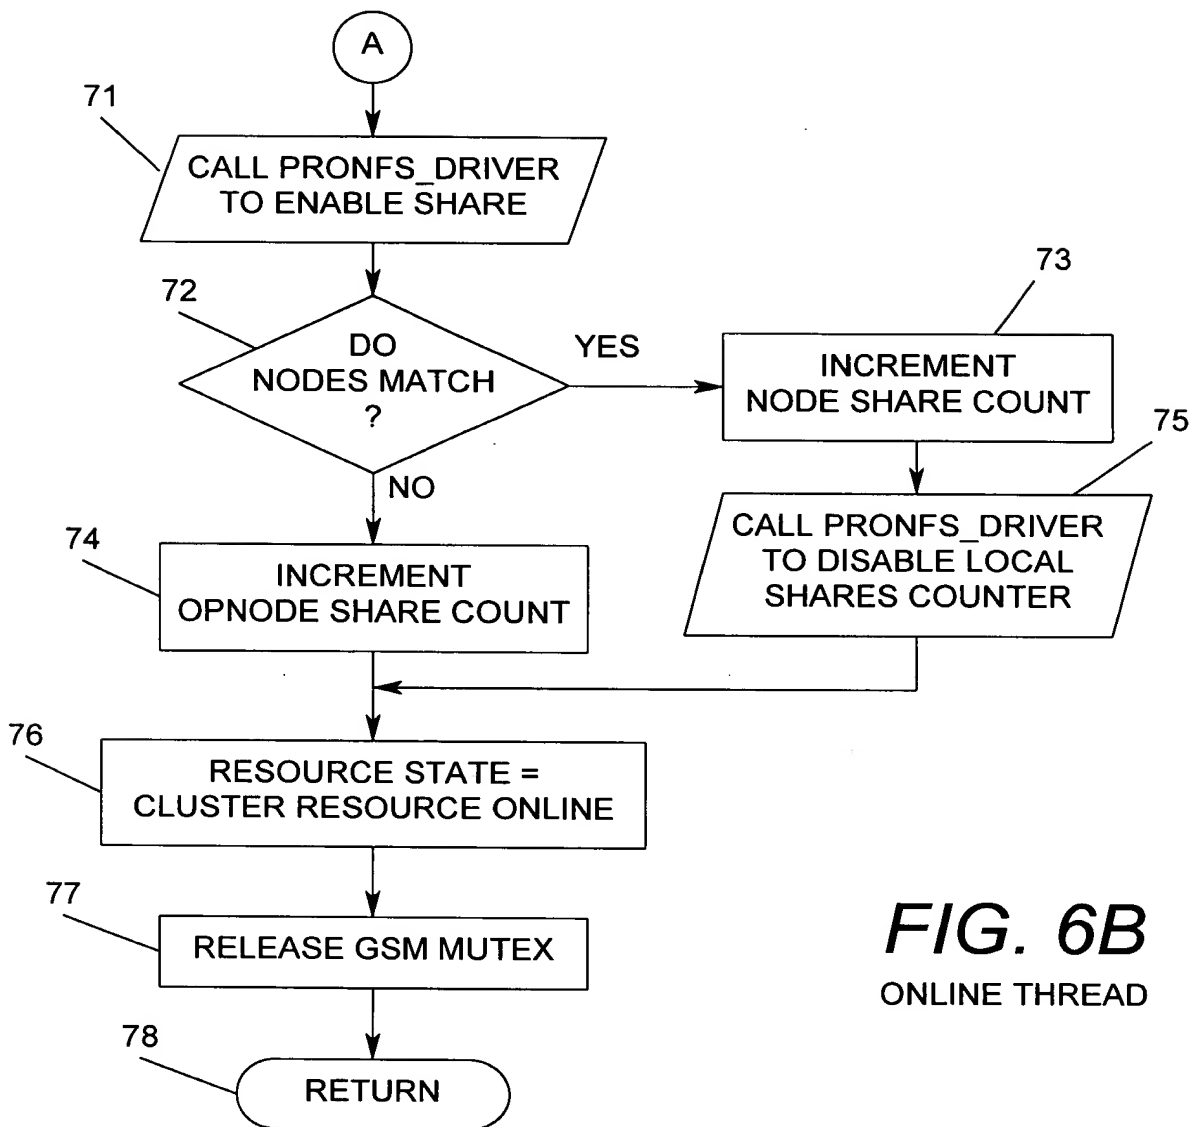 A
71
CALL PRONFS_DRIVER
TO ENABLE SHARE
72
DO
NODES MATCH
?
YES
NO
73
INCREMENT
NODE SHARE COUNT
75
CALL PRONFS_DRIVER
TO DISABLE LOCAL
SHARES COUNTER
74
INCREMENT
OPNODE SHARE COUNT
76
RESOURCE STATE =
CLUSTER RESOURCE ONLINE
77
RELEASE GSM MUTEX
78
RETURN
FIG. 6B
ONLINE THREAD